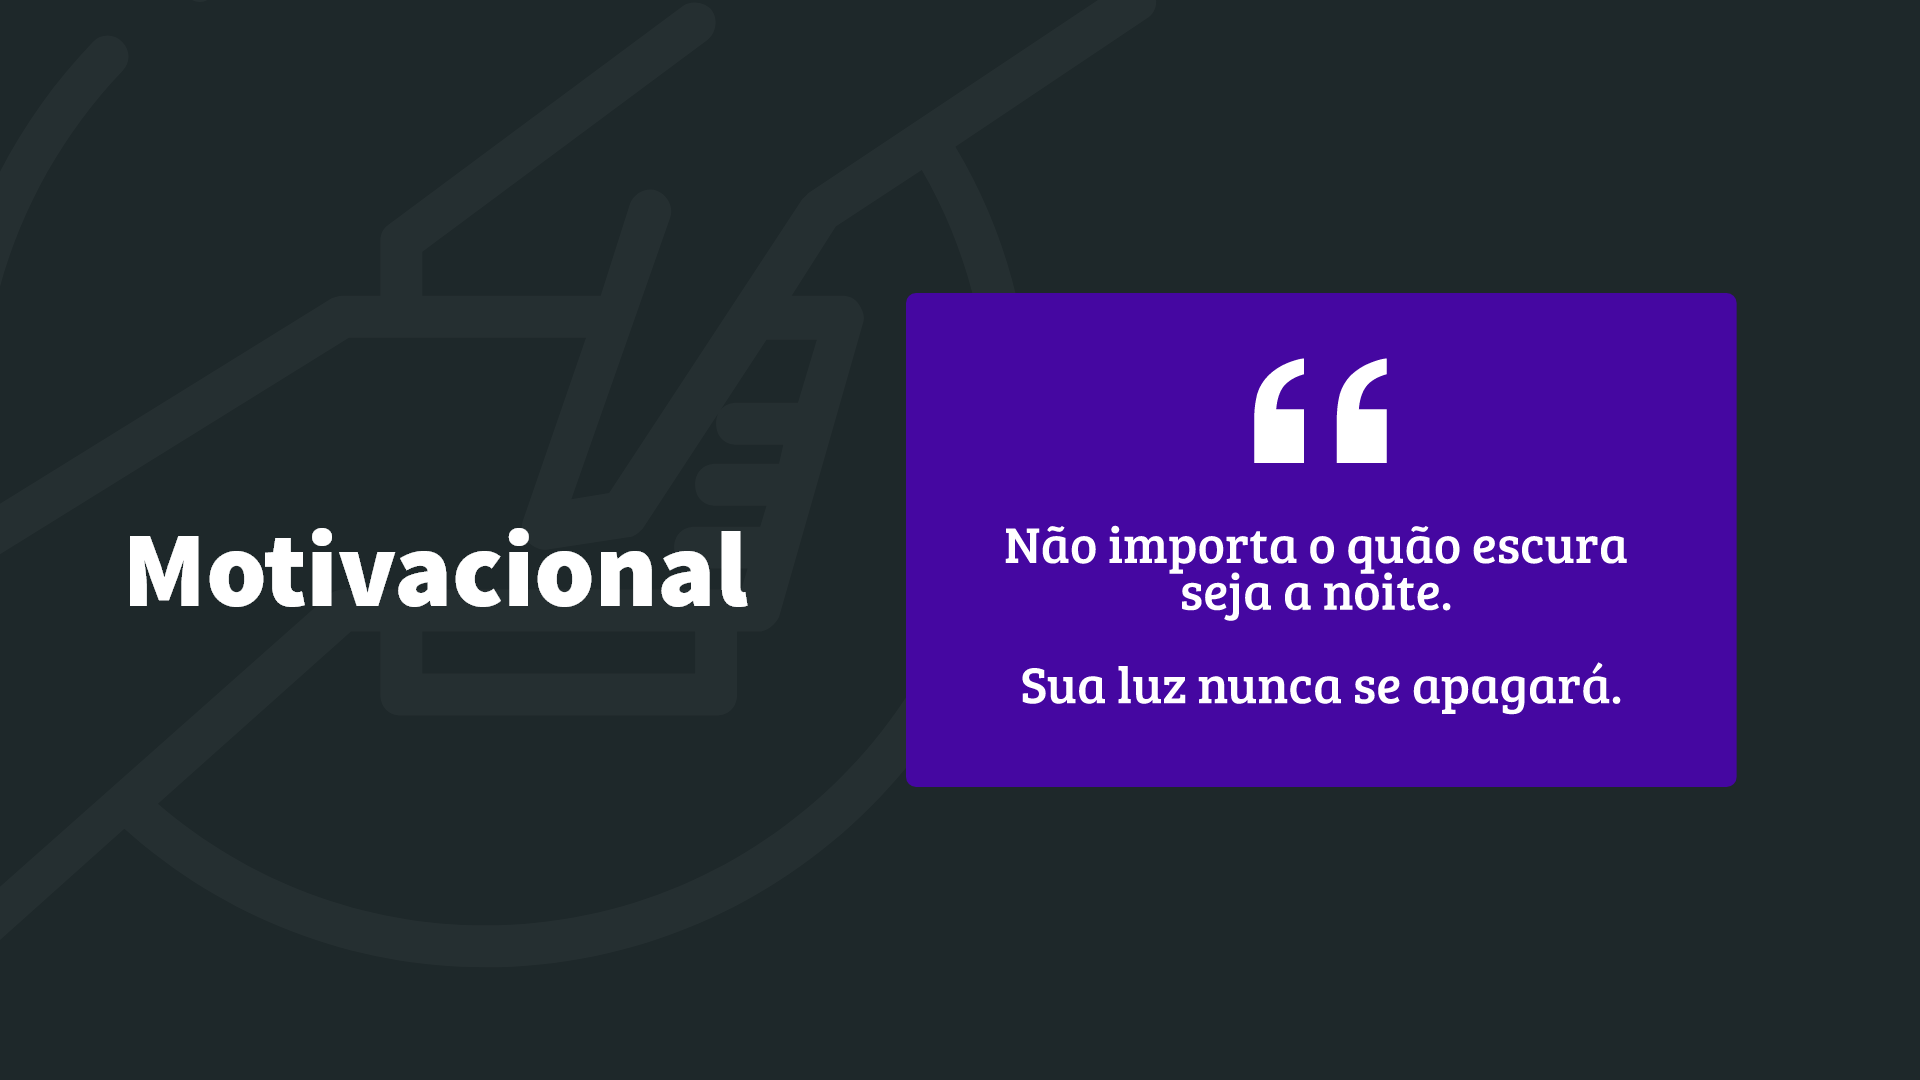 Motivacional
“
Não importa o quão escura
seja a noite.
Sua luz nunca se apagará.